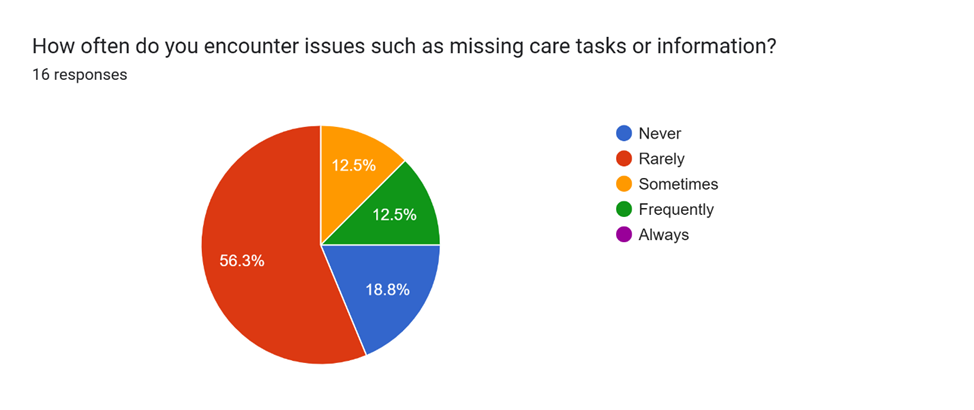 How often do you encounter issues such as missing care tasks or information?
16 responses
12.5%
12.5%
56.3%
18.8%
Never
Rarely
Sometimes
Frequently
Always